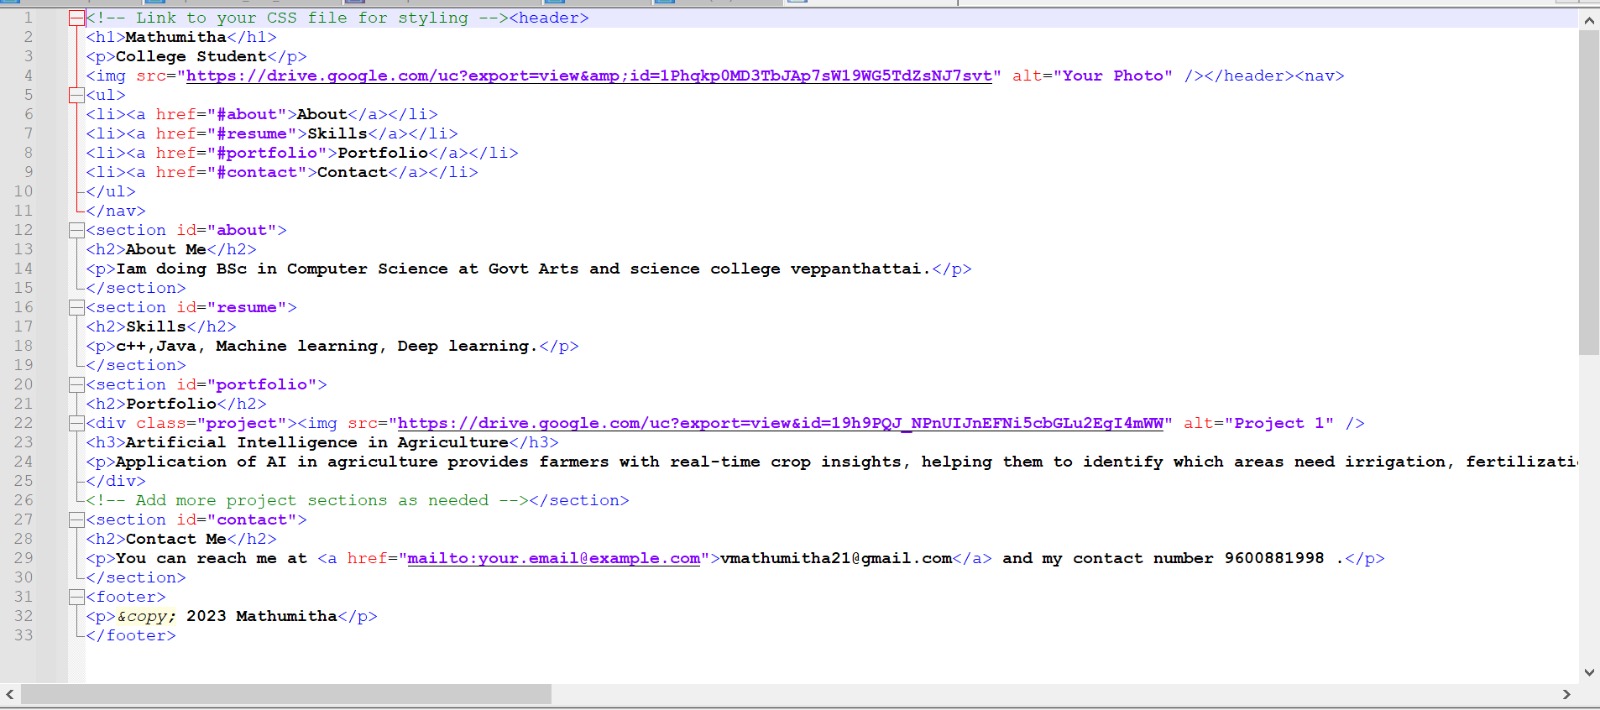 1 <!-- Link to your CSS file for styling --><header>
2 <h1>Mathumitha</h1>
3 <p>College Student</p>
4 <img src="https://drive.google.com/uc?export=view&amp;id=1Phqkp0MD3TbJAp7sW19WG5TdZsNJ7svt" alt="Your Photo" /></header><nav>
5 <ul>
6 <li><a href="#about">About</a></li>
7 <li><a href="#resume">Skills</a></li>
8 <li><a href="#portfolio">Portfolio</a></li>
9 <li><a href="#contact">Contact</a></li>
10 </ul>
11 </nav>
12 <section id="about">
13 <h2>About Me</h2>
14 <p>Iam doing BSc in Computer Science at Govt Arts and science college veppanthattai.</p>
15 </section>
16 <section id="resume">
17 <h2>Skills</h2>
18 <p>c++,Java, Machine learning, Deep learning.</p>
19 </section>
20 <section id="portfolio">
21 <h2>Portfolio</h2>
22 <div class="project"><img src="https://drive.google.com/uc?export=view&id=19h9PQJ_NPnUIJnEFNi5cbGLu2EgI4mWW" alt="Project 1" />
23 <h3>Artificial Intelligence in Agriculture</h3>
24 <p>Application of AI in agriculture provides farmers with real-time crop insights, helping them to identify which areas need irrigation,
25 </div>
26 <!-- Add more project sections as needed --></section>
27 <section id="contact">
28 <h2>Contact Me</h2>
29 <p>You can reach me at <a href="mailto:your.email@example.com">vmathumitha21@gmail.com</a> and my contact number 9600881998 .</p>
30 </section>
31 <footer>
32 <p>&copy; 2023 Mathumitha</p>
33 </footer>